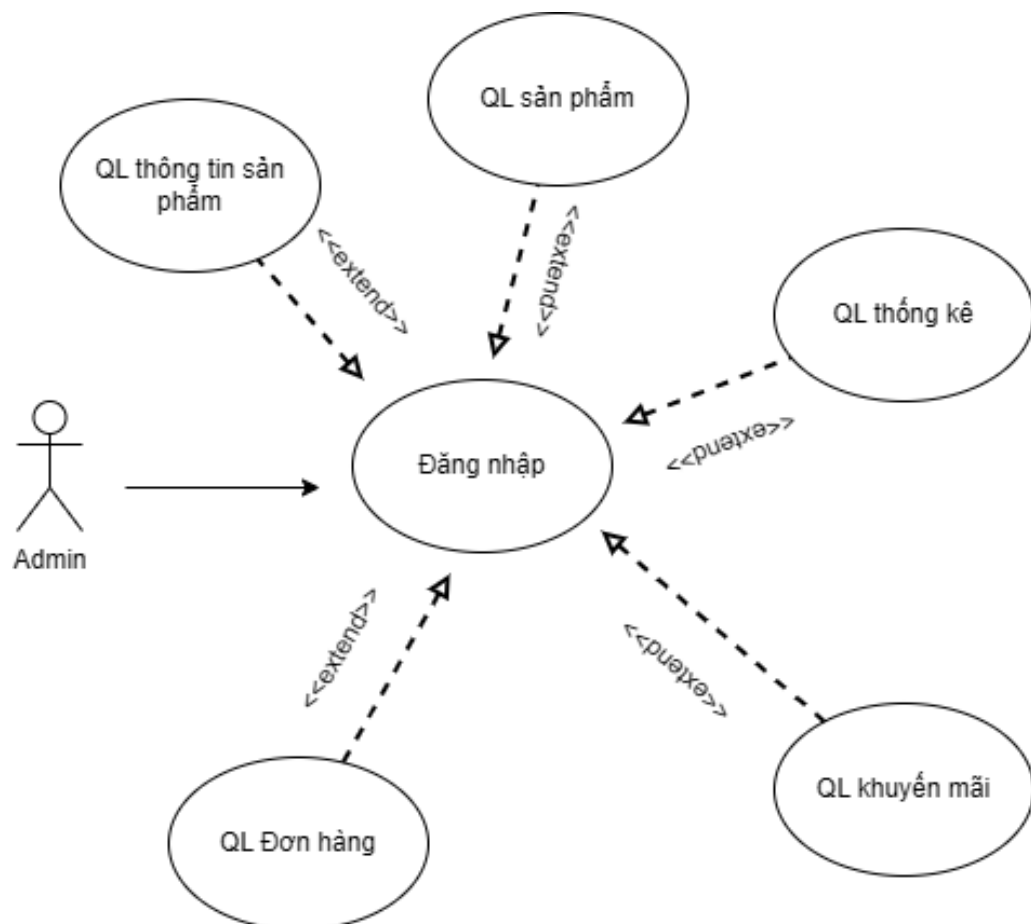 QL sản phẩm
QL thông tin sản
phẩm
<<extend>>
<<extend>>
QL thống kê
<<extend>>
Đăng nhập
Admin
<<extend>>
<<extend>>
QL khuyến mãi
QL Đơn hàng